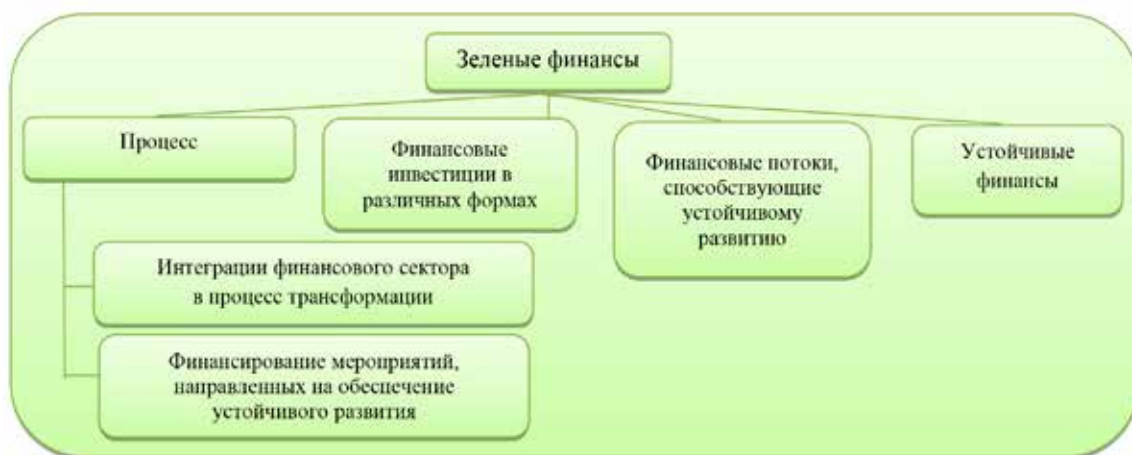 Зеленые финансы
Процесс
Финансовые
инвестиции в
различных формах
Финансовые потоки,
способствующие
устойчивому
развитию
Устойчивые
финансы
Интеграции финансового сектора
в процесс трансформации
Финансирование мероприятий,
направленных на обеспечение
устойчивого развития